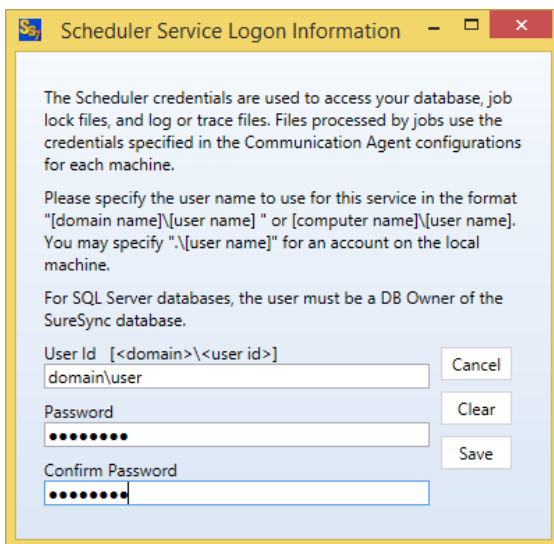 SS7 Scheduler Service Logon Information
The Scheduler credentials are used to access your database, job
lock files, and log or trace files. Files processed by jobs use the
credentials specified in the Communication Agent configurations
for each machine.
Please specify the user name to use for this service in the format
"[domain name]\[user name] " or [computer name]\[user name].
You may specify ".\[user name]" for an account on the local
machine.
For SQL Server databases, the user must be a DB Owner of the
SureSync database.
User Id [<domain>\<user id>]
domain\user
Cancel
Password
●●●●●●●●
Clear
Confirm Password
●●●●●●●●
Save